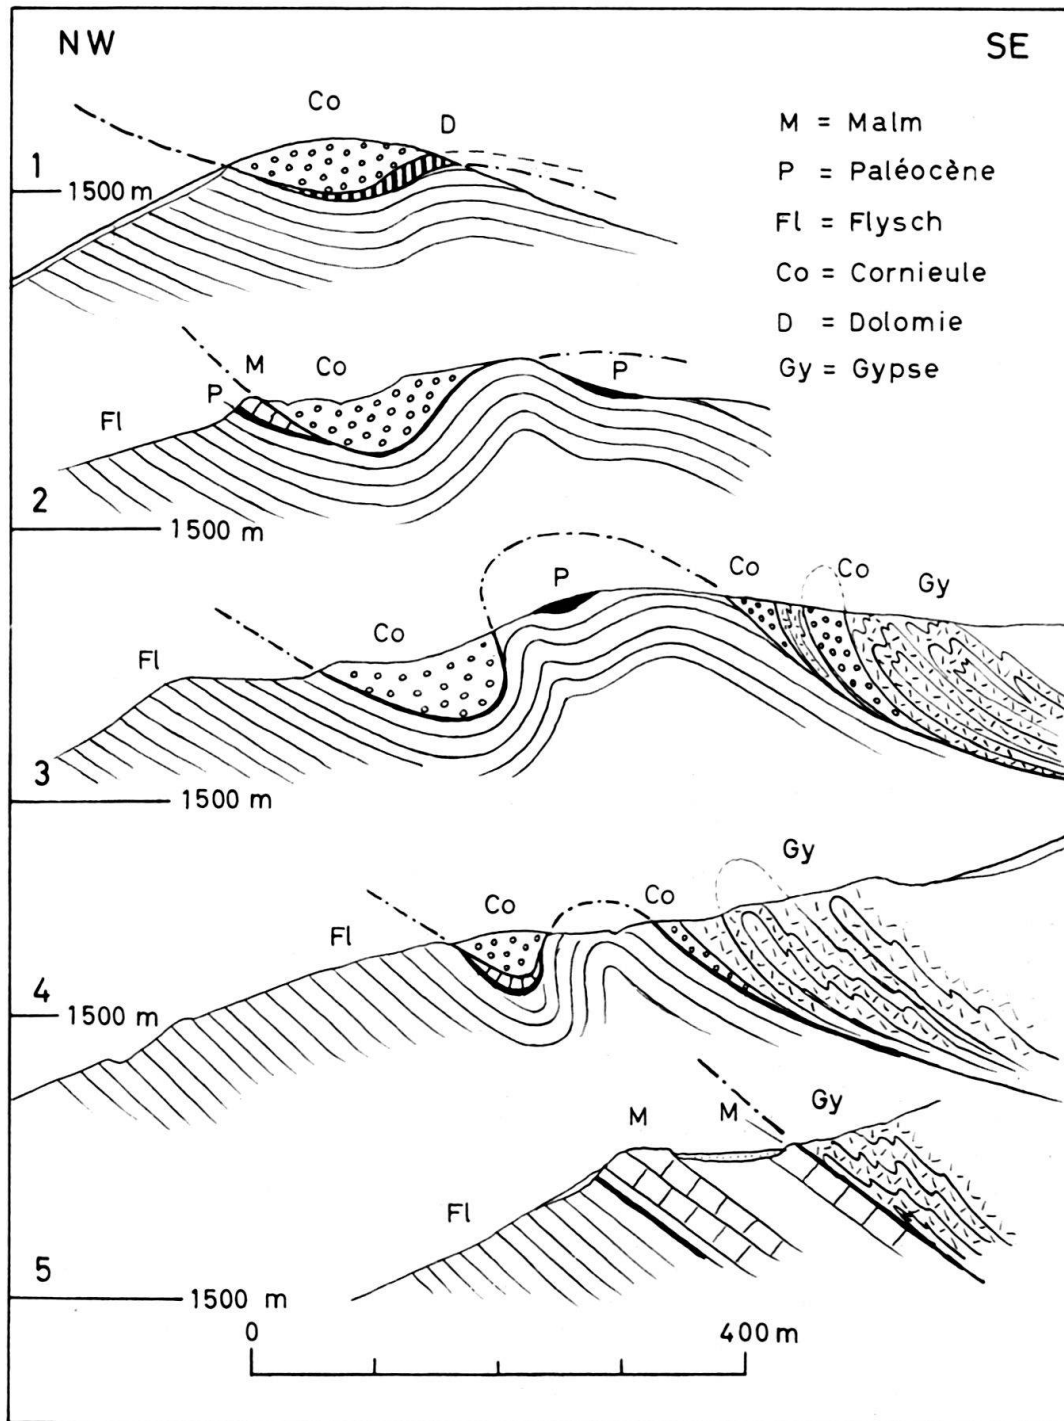 NW SE
Co
D
1
1500 m
M = Malm
P = Paléocène
Fl = Flysch
Co = Cornieule
D = Dolomie
Gy = Gypse
M Co
P P
Fl
2
1500 m
Co Co Gy
P
Co
Fl
3
1500 m
Gy
Co Co
Fl
4
1500 m
M M Gy
Fl
5
1500 m
0 400 m